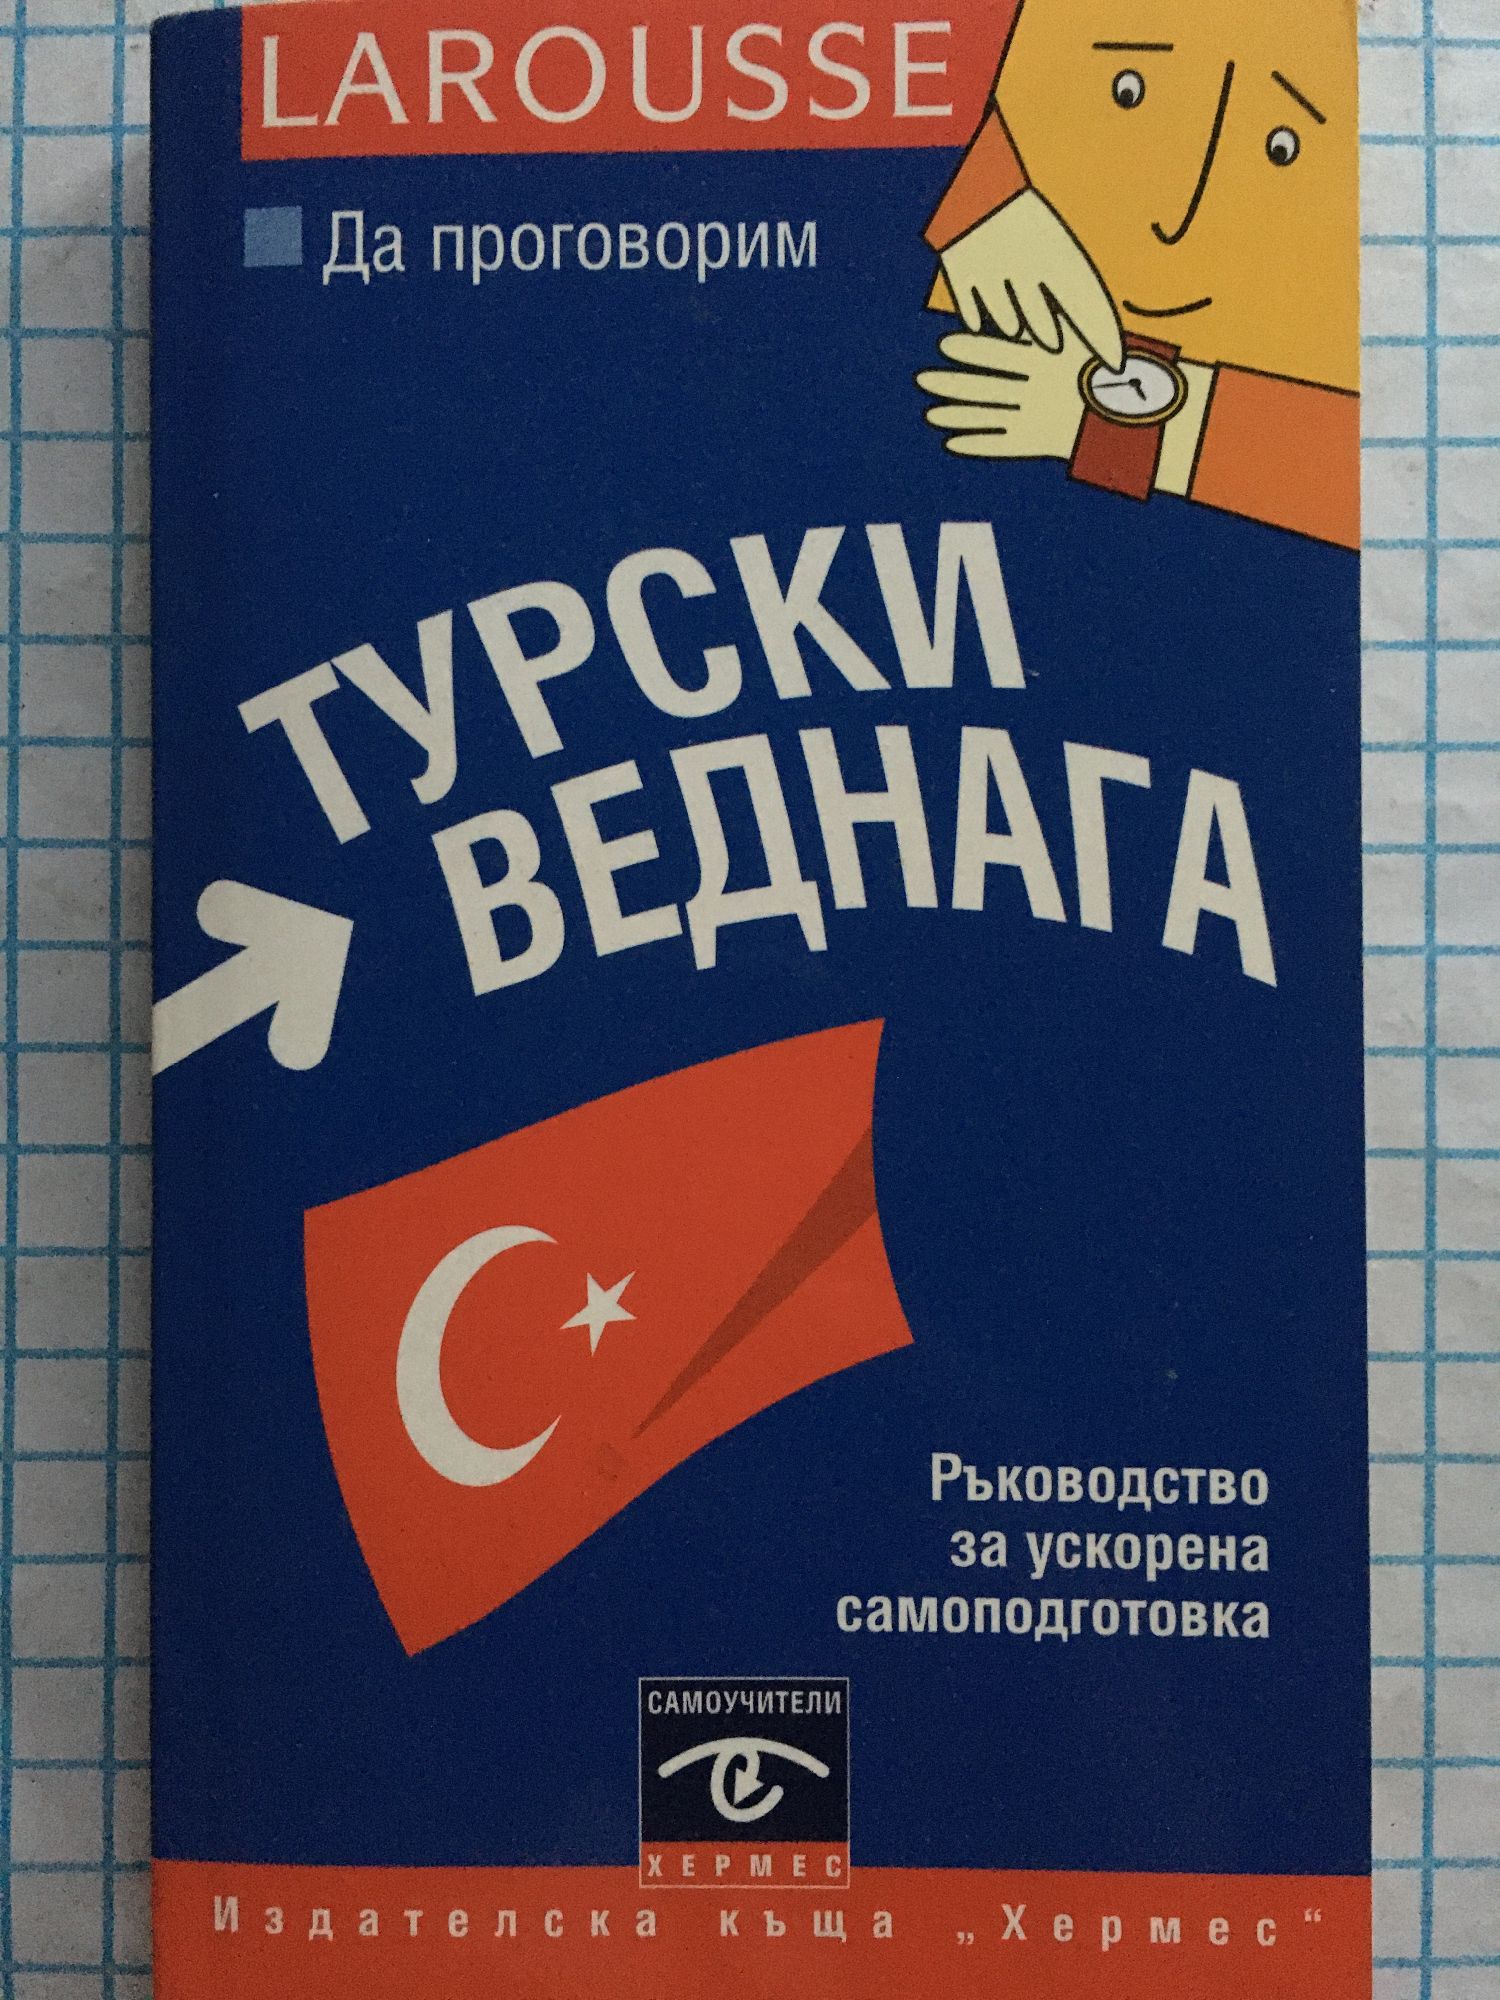 LAROUSSE
Да проговорим
ТУРСКИ
ВЕДНАГА
Ръководство
за ускорена
самоподготовка
САМОУЧИТЕЛИ
ХЕРМЕС
Издателска къща „Хермес“